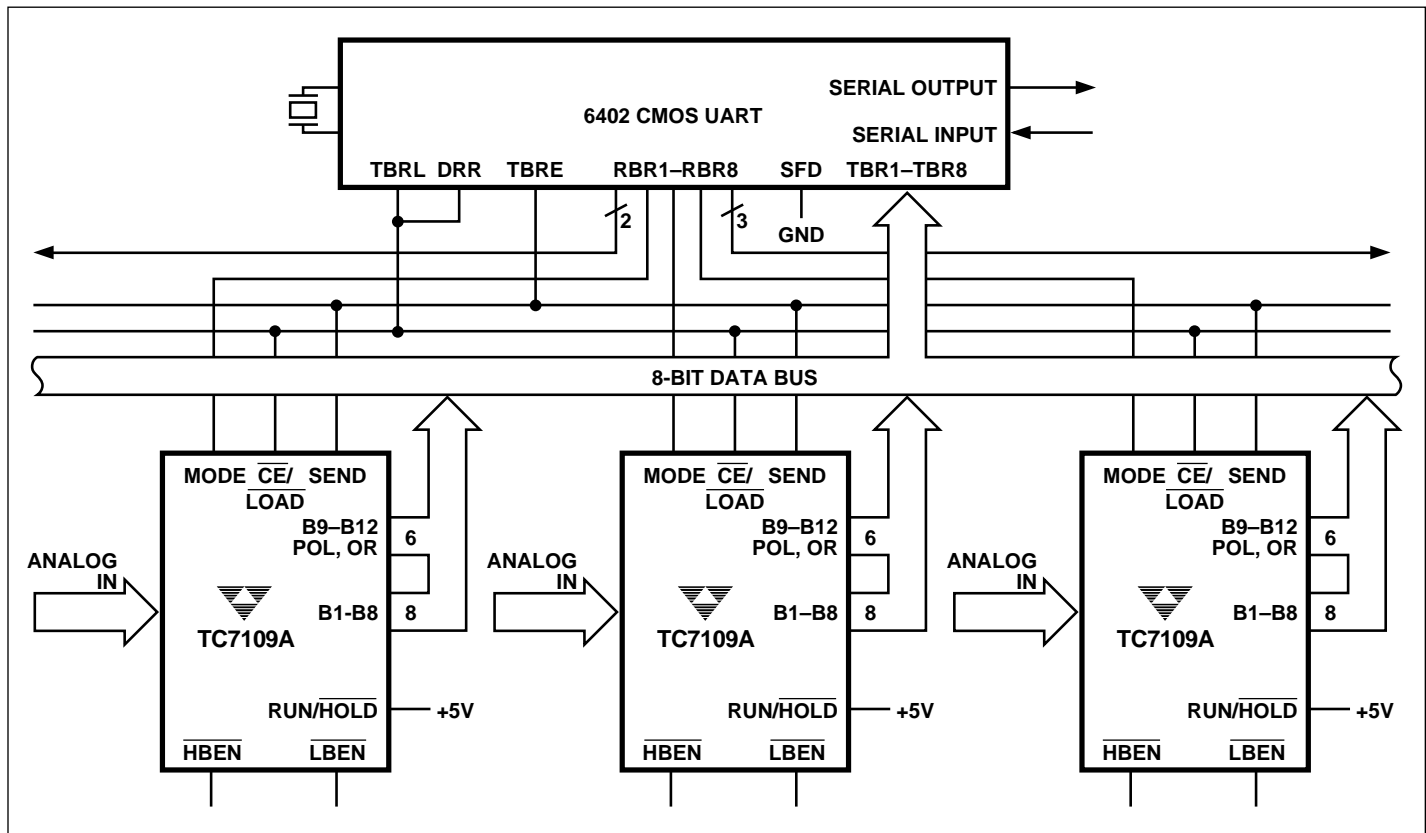 SERIAL OUTPUT
6402 CMOS UART
SERIAL INPUT
TBRL DRR TBRE RBR1–RBR8 SFD TBR1–TBR8
2
3
GND
8-BIT DATA BUS
MODE CE/ SEND
LOAD
B9–B12
POL, OR
6
ANALOG
IN
B1-B8
8
TC7109A
RUN/HOLD
+5V
HBEN LBEN
MODE CE/ SEND
LOAD
B9–B12
POL, OR
6
ANALOG
IN
B1–B8
8
TC7109A
RUN/HOLD
+5V
HBEN LBEN
MODE CE/ SEND
LOAD
B9–B12
POL, OR
6
ANALOG
IN
B1–B8
8
TC7109A
RUN/HOLD
+5V
HBEN LBEN